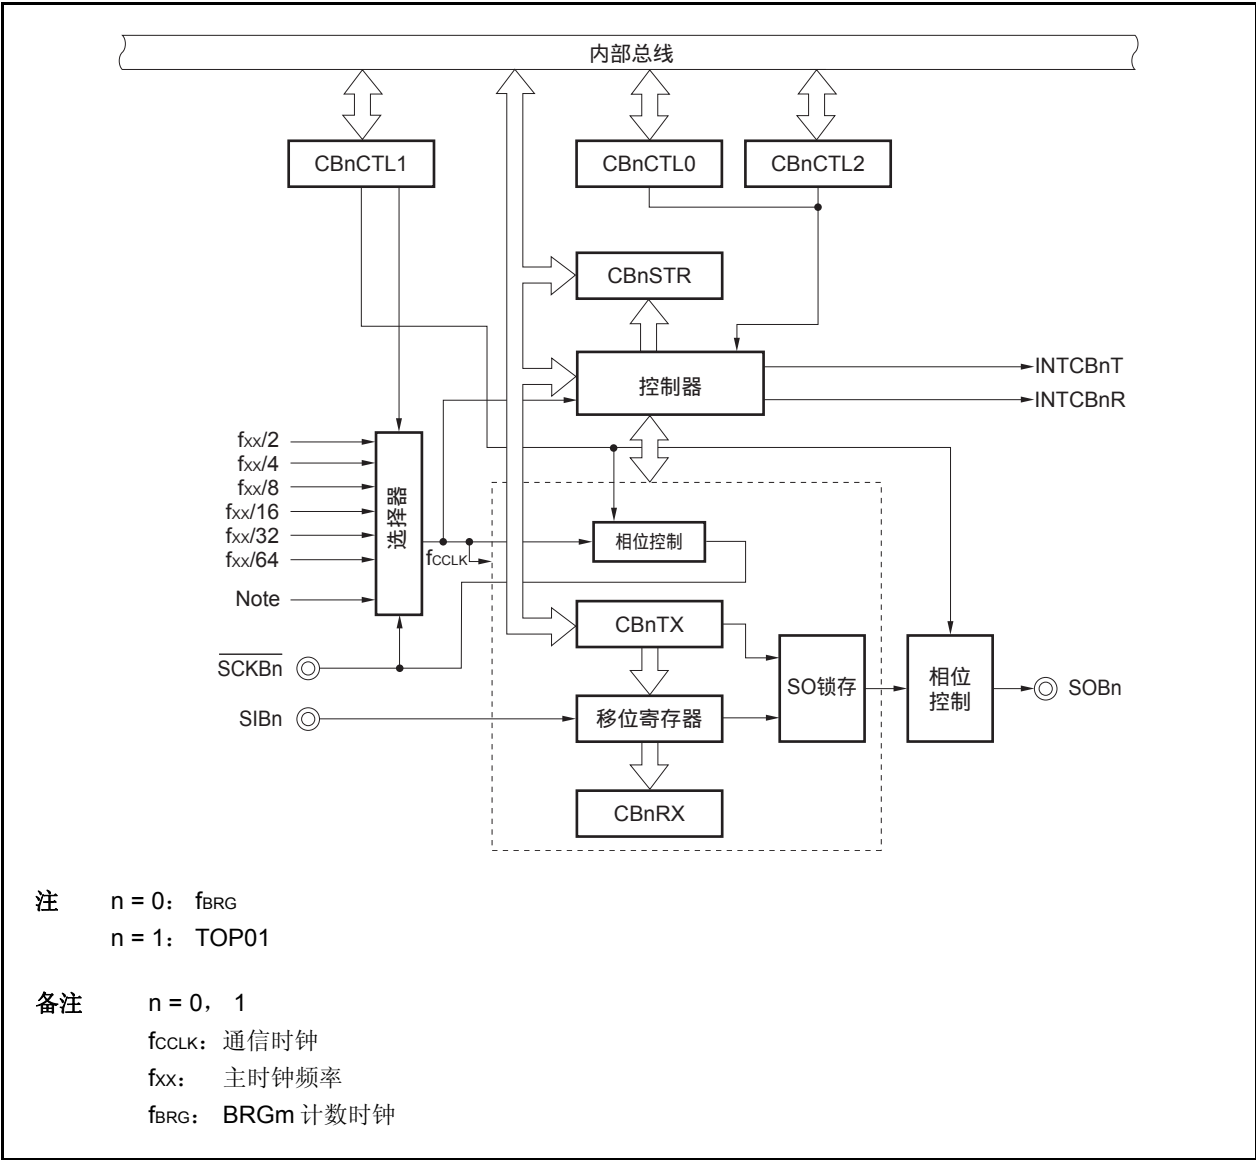 内部总线
CBnCTL1
CBnCTL0
CBnCTL2
CBnSTR
控制器
INTCBnT
INTCBnR
fxx/2
fxx/4
fxx/8
fxx/16
fxx/32
fxx/64
Note
选择器
fCCLK
相位控制
CBnTX
SCKBn
SIBn
移位寄存器
SO锁存
相位
控制
SOBn
CBnRX
注 n = 0： fBRG
n = 1： TOP01
备注 n = 0， 1
fCCLK： 通信时钟
fXX： 主时钟频率
fBRG： BRGm 计数时钟